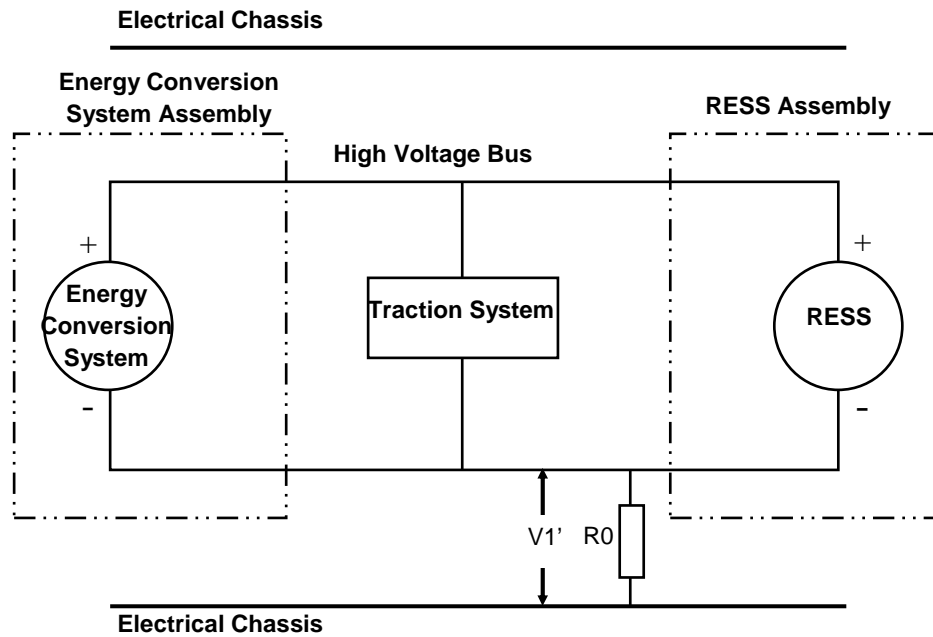 Electrical Chassis
Energy Conversion
System Assembly
RESS Assembly
High Voltage Bus
+
+
Energy
Conversion
System
Traction System
RESS
-
-
V1’
R0
Electrical Chassis